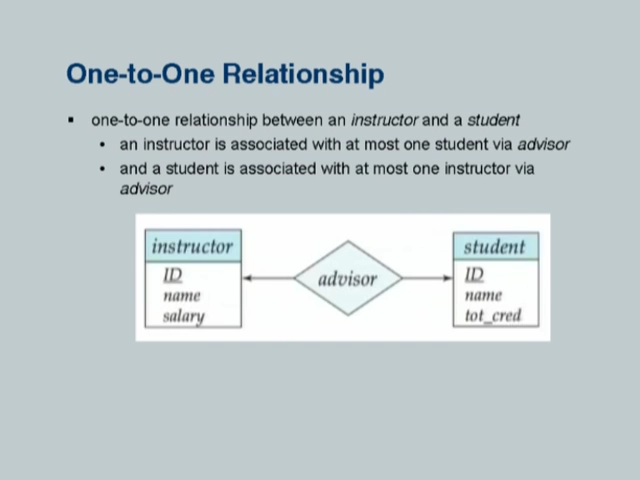 One-to-One Relationship
▪ one-to-one relationship between an instructor and a student
• an instructor is associated with at most one student via advisor
• and a student is associated with at most one instructor via
advisor
instructor
ID
name
salary
advisor
student
ID
name
tot_cred